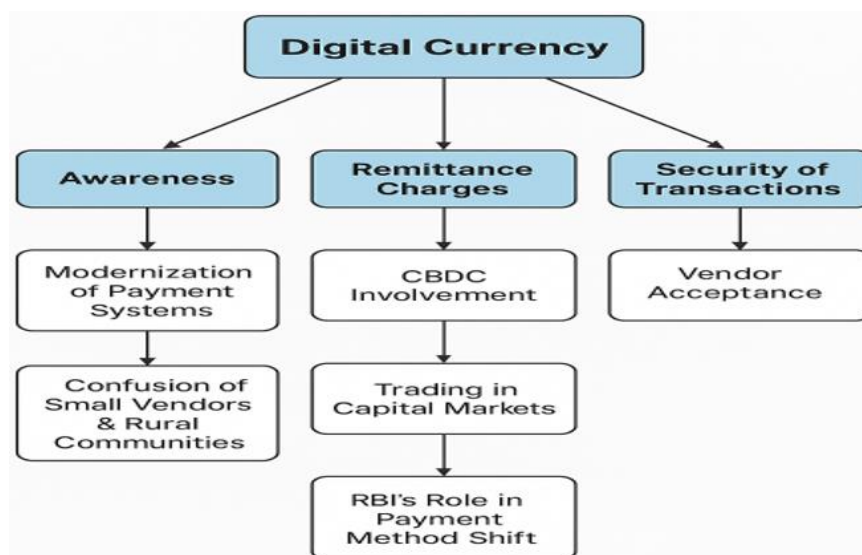 Digital Currency
Awareness
Remittance
Charges
Security of
Transactions
Modernization
of Payment
Systems
CBDC
Involvement
Vendor
Acceptance
Confusion of
Small Vendors
& Rural
Communities
Trading in
Capital Markets
RBI's Role in
Payment
Method Shift